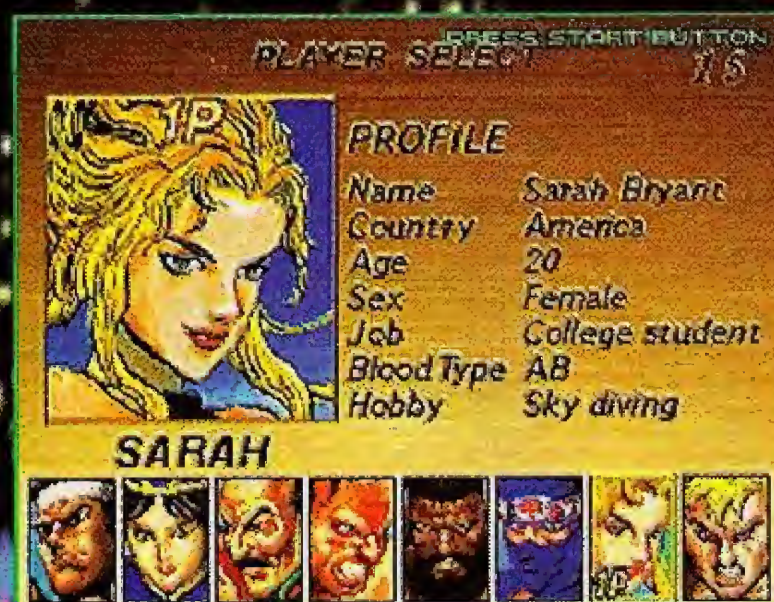 PRESS START BUTTON
PLAYER SELECT
15
1P
PROFILE
Name Sarah Bryant
Country America
Age 20
Sex Female
Job College student
Blood Type AB
Hobby Sky diving
SARAH
1P